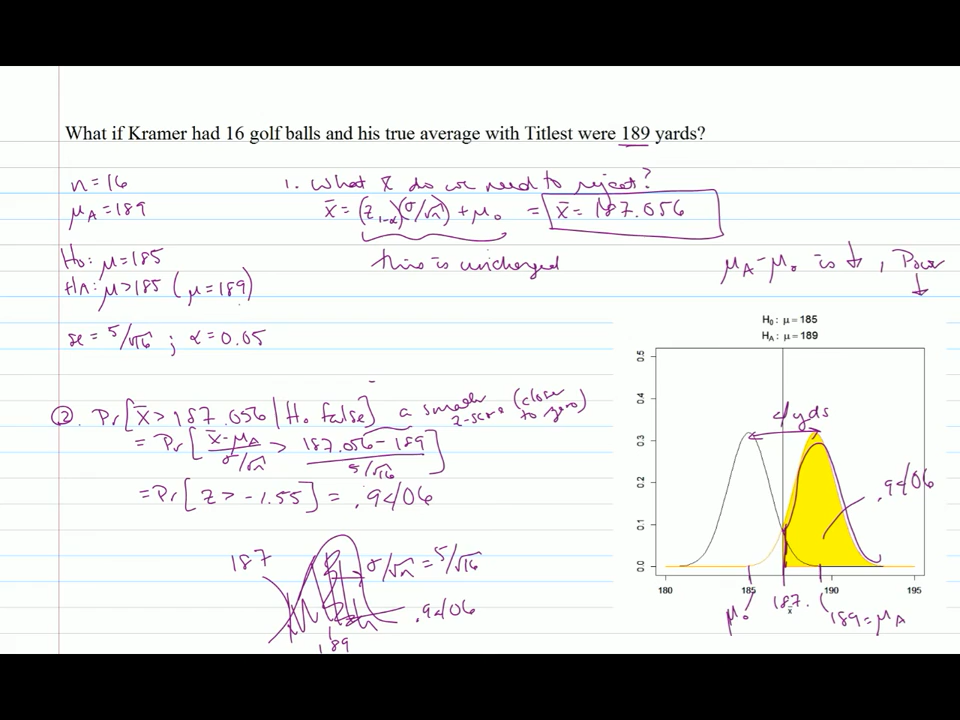 What if Kramer had 16 golf balls and his true average with Titlest were 189 yards?
n=16
μA=189
H₀: μ=185
HA: μ>185 (μ=189)
se = 5/√16 ; α=0.05
1. What x̄ do we need to reject?
x̄ = (z₁₋α)(σ/√n) + μ₀ = x̄ = 187.056
this is unchanged
μA-μ₀ is ↓, Power ↓
② . Pr[X̄>187.056 | H₀ false]
a smaller z-score (close to zero)
= Pr[ (X̄-μA)/(σ/√n) > (187.056-189)/(5/√16) ]
= Pr[ Z > -1.55 ] = .9406
187
σ/√n = 5/√16
.9406
189
H₀: μ=185
HA: μ=189
0.5
0.4
0.3
0.2
0.1
0.0
4 yds
.9406
180 185 190 195
x
μ₀
187.
189=μA